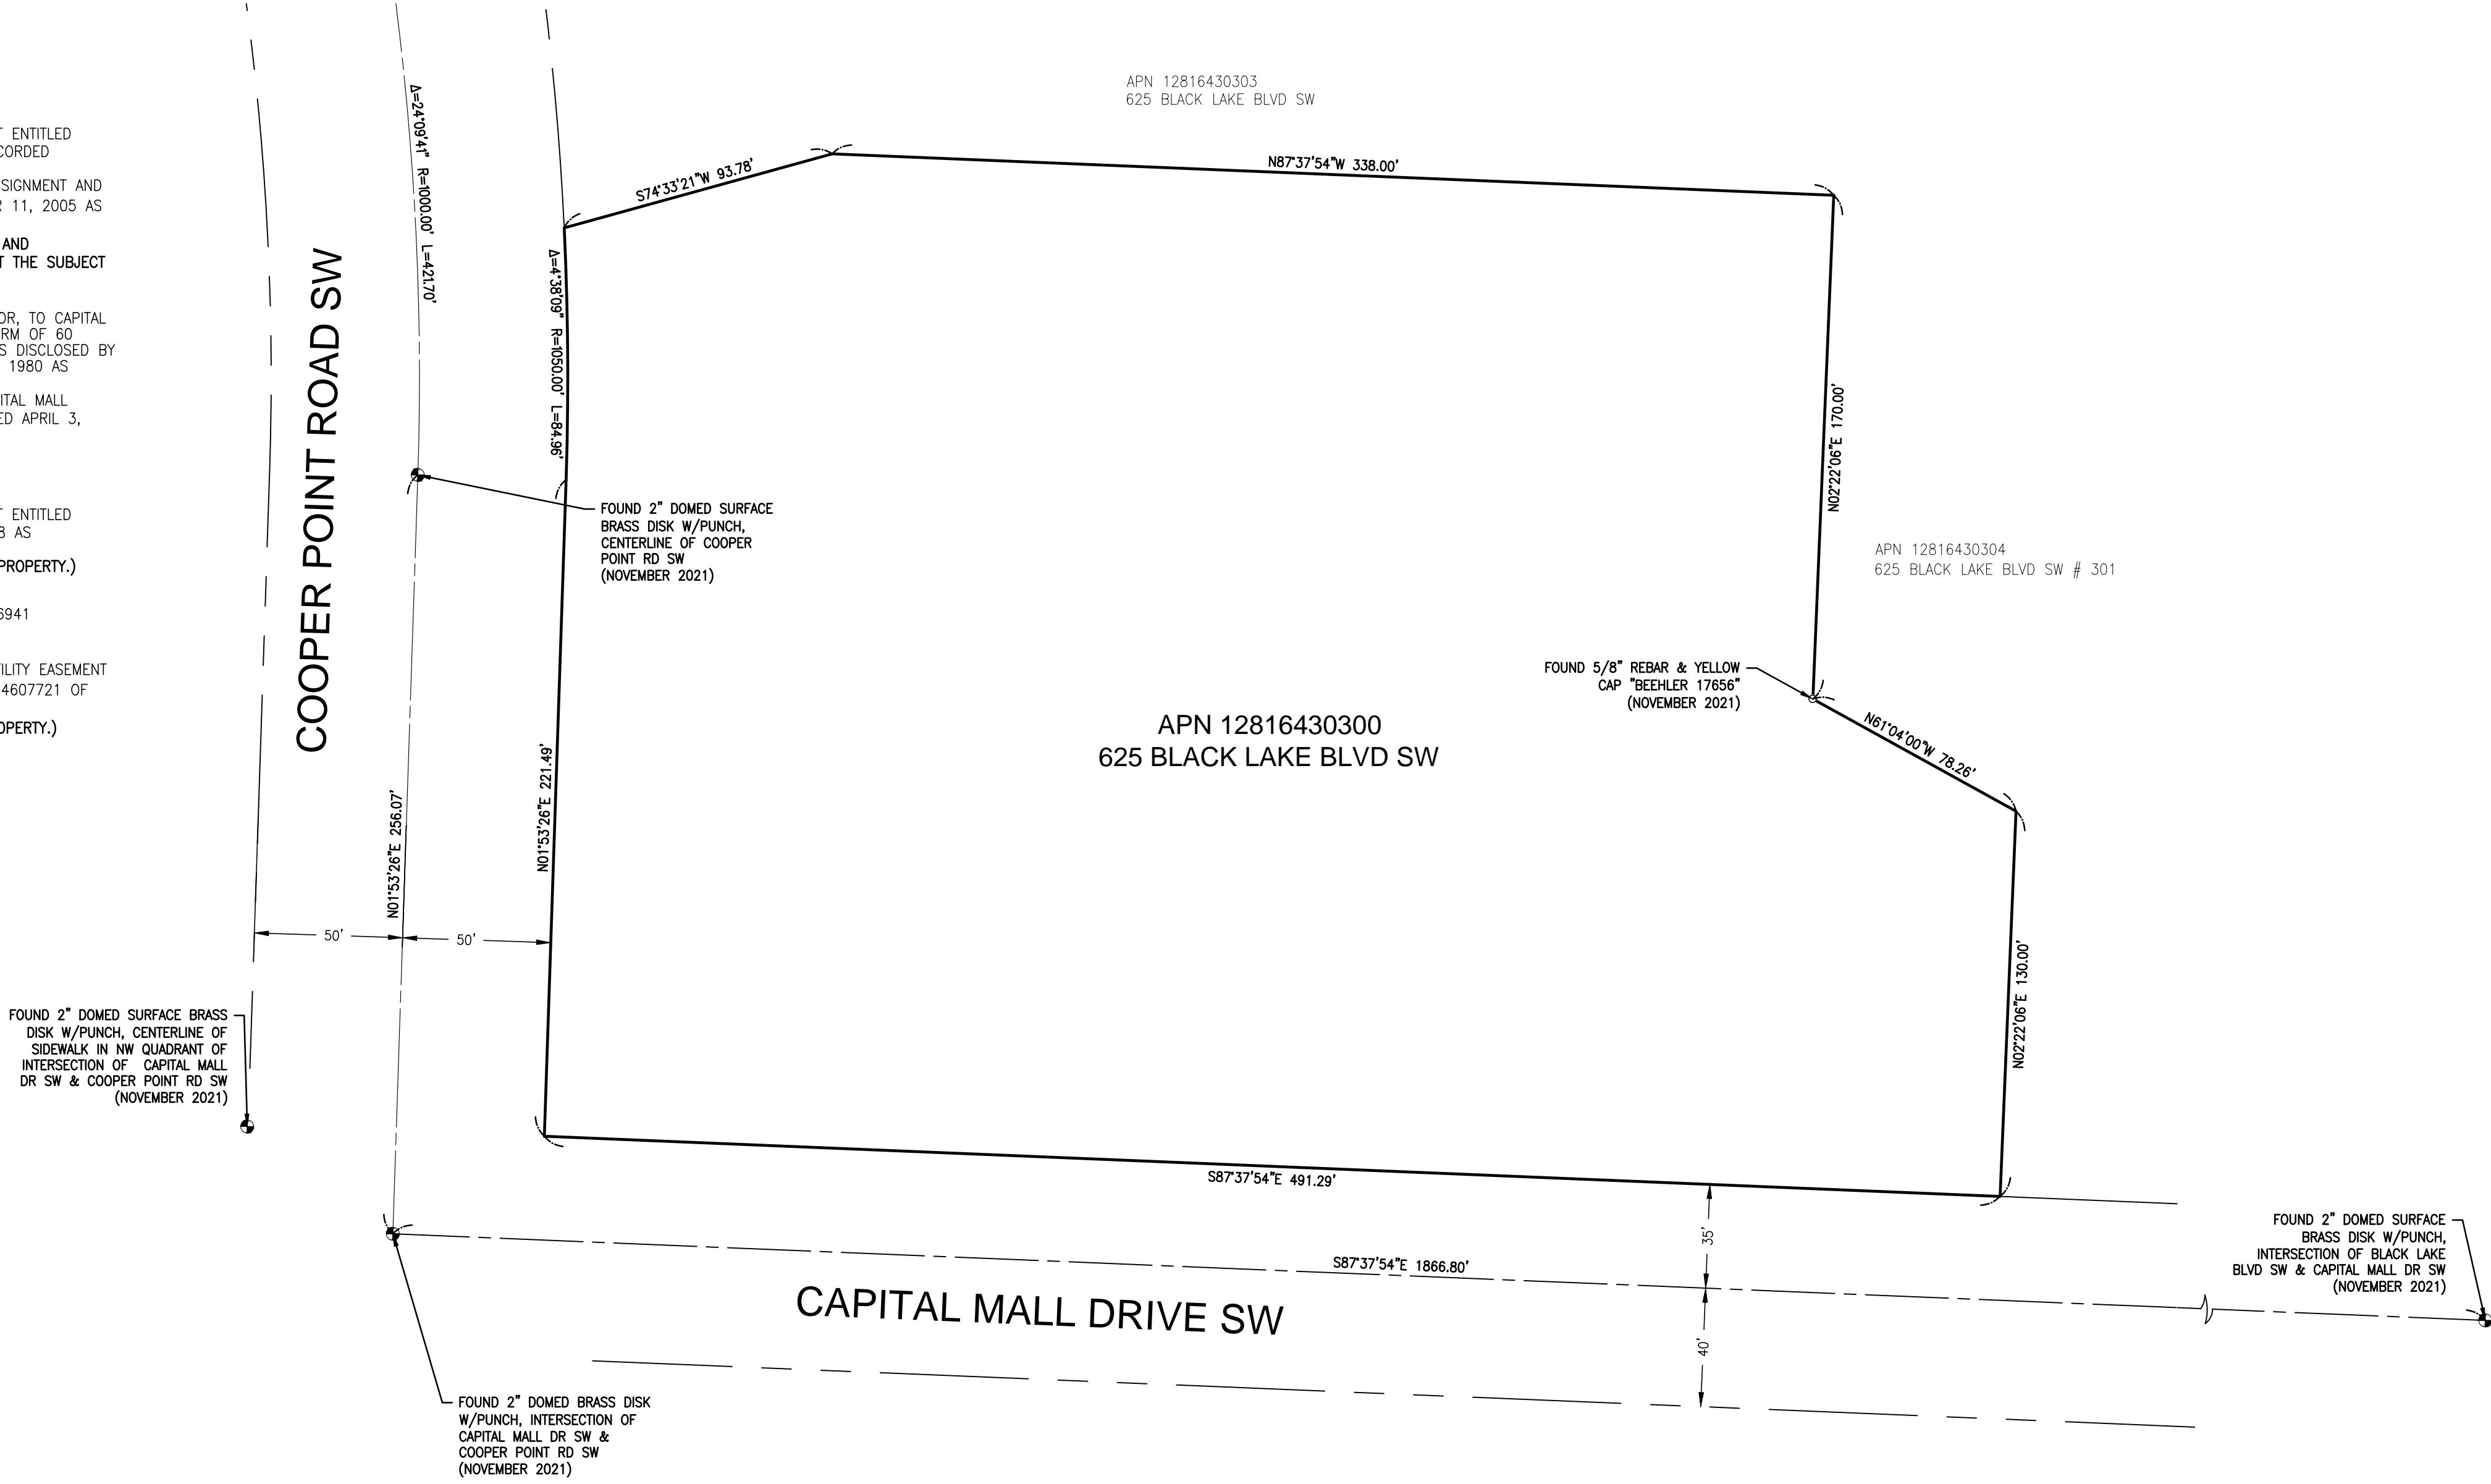 T ENTITLED
CORDED
SIGNMENT AND
R 11, 2005 AS
AND
T THE SUBJECT
OR, TO CAPITAL
RM OF 60
S DISCLOSED BY
1980 AS
ITAL MALL
ED APRIL 3,
T ENTITLED
8 AS
PROPERTY.)
6941
TILITY EASEMENT
4607721 OF
OPERTY.)
COOPER POINT ROAD SW
Δ=24°09'41" R=1000.00' L=421.70'
N01°53'26"E 256.07'
50'
50'
APN 12816430303
625 BLACK LAKE BLVD SW
S74°33'21"W 93.78'
N87°37'54"W 338.00'
Δ=4°38'09" R=1050.00' L=84.96'
FOUND 2" DOMED SURFACE
BRASS DISK W/PUNCH,
CENTERLINE OF COOPER
POINT RD SW
(NOVEMBER 2021)
N02°22'06"E 170.00'
APN 12816430304
625 BLACK LAKE BLVD SW # 301
FOUND 5/8" REBAR & YELLOW
CAP "BEEHLER 17656"
(NOVEMBER 2021)
N61°04'00"W 78.26'
APN 12816430300
625 BLACK LAKE BLVD SW
N01°53'26"E 221.49'
N02°22'06"E 130.00'
FOUND 2" DOMED SURFACE BRASS
DISK W/PUNCH, CENTERLINE OF
SIDEWALK IN NW QUADRANT OF
INTERSECTION OF CAPITAL MALL
DR SW & COOPER POINT RD SW
(NOVEMBER 2021)
S87°37'54"E 491.29'
35'
S87°37'54"E 1866.80'
CAPITAL MALL DRIVE SW
40'
FOUND 2" DOMED SURFACE
BRASS DISK W/PUNCH,
INTERSECTION OF BLACK LAKE
BLVD SW & CAPITAL MALL DR SW
(NOVEMBER 2021)
FOUND 2" DOMED BRASS DISK
W/PUNCH, INTERSECTION OF
CAPITAL MALL DR SW &
COOPER POINT RD SW
(NOVEMBER 2021)